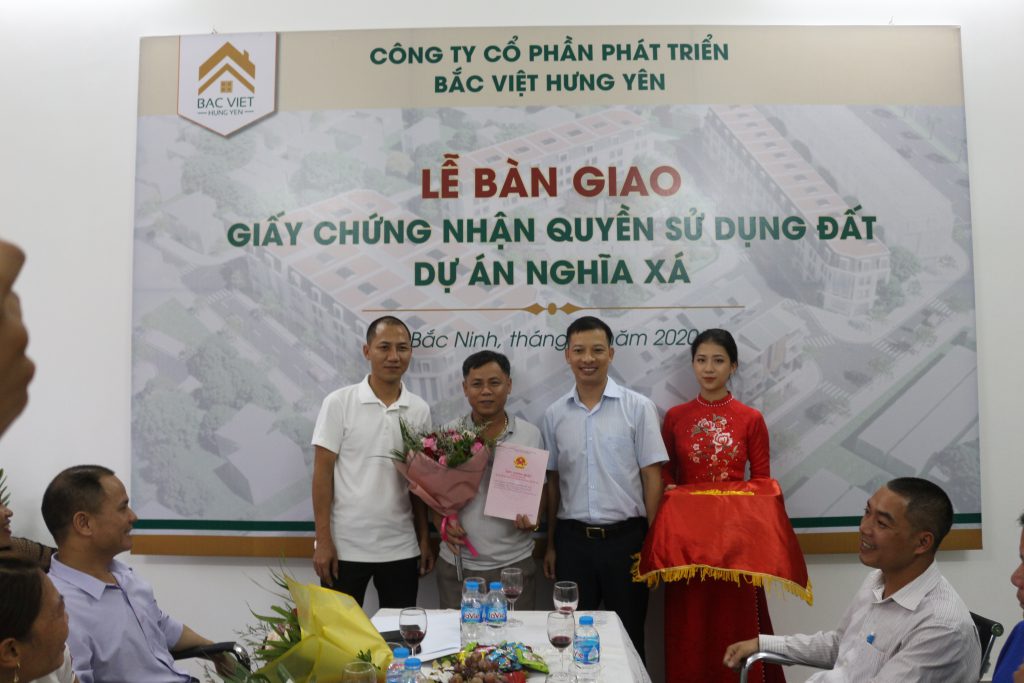 BAC VIET
HUNG YEN
CÔNG TY CỔ PHẦN PHÁT TRIỂN
BẮC VIỆT HƯNG YÊN
LỄ BÀN GIAO
GIẤY CHỨNG NHẬN QUYỀN SỬ DỤNG ĐẤT
DỰ ÁN NGHĨA XÁ
Bắc Ninh, tháng năm 2020